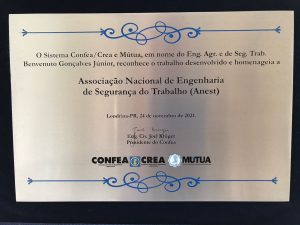 O Sistema Confea/Crea e Mútua, em nome do Eng. Agr. e de Seg. Trab.
Benvenuto Gonçalves Júnior, reconhece o trabalho desenvolvido e homenageia a
Associação Nacional de Engenharia
de Segurança do Trabalho (Anest)
Londrina-PR, 24 de novembro de 2021.
Eng. Civ. Joel Krüger
Presidente do Confea
CONFEA CREA MUTUA